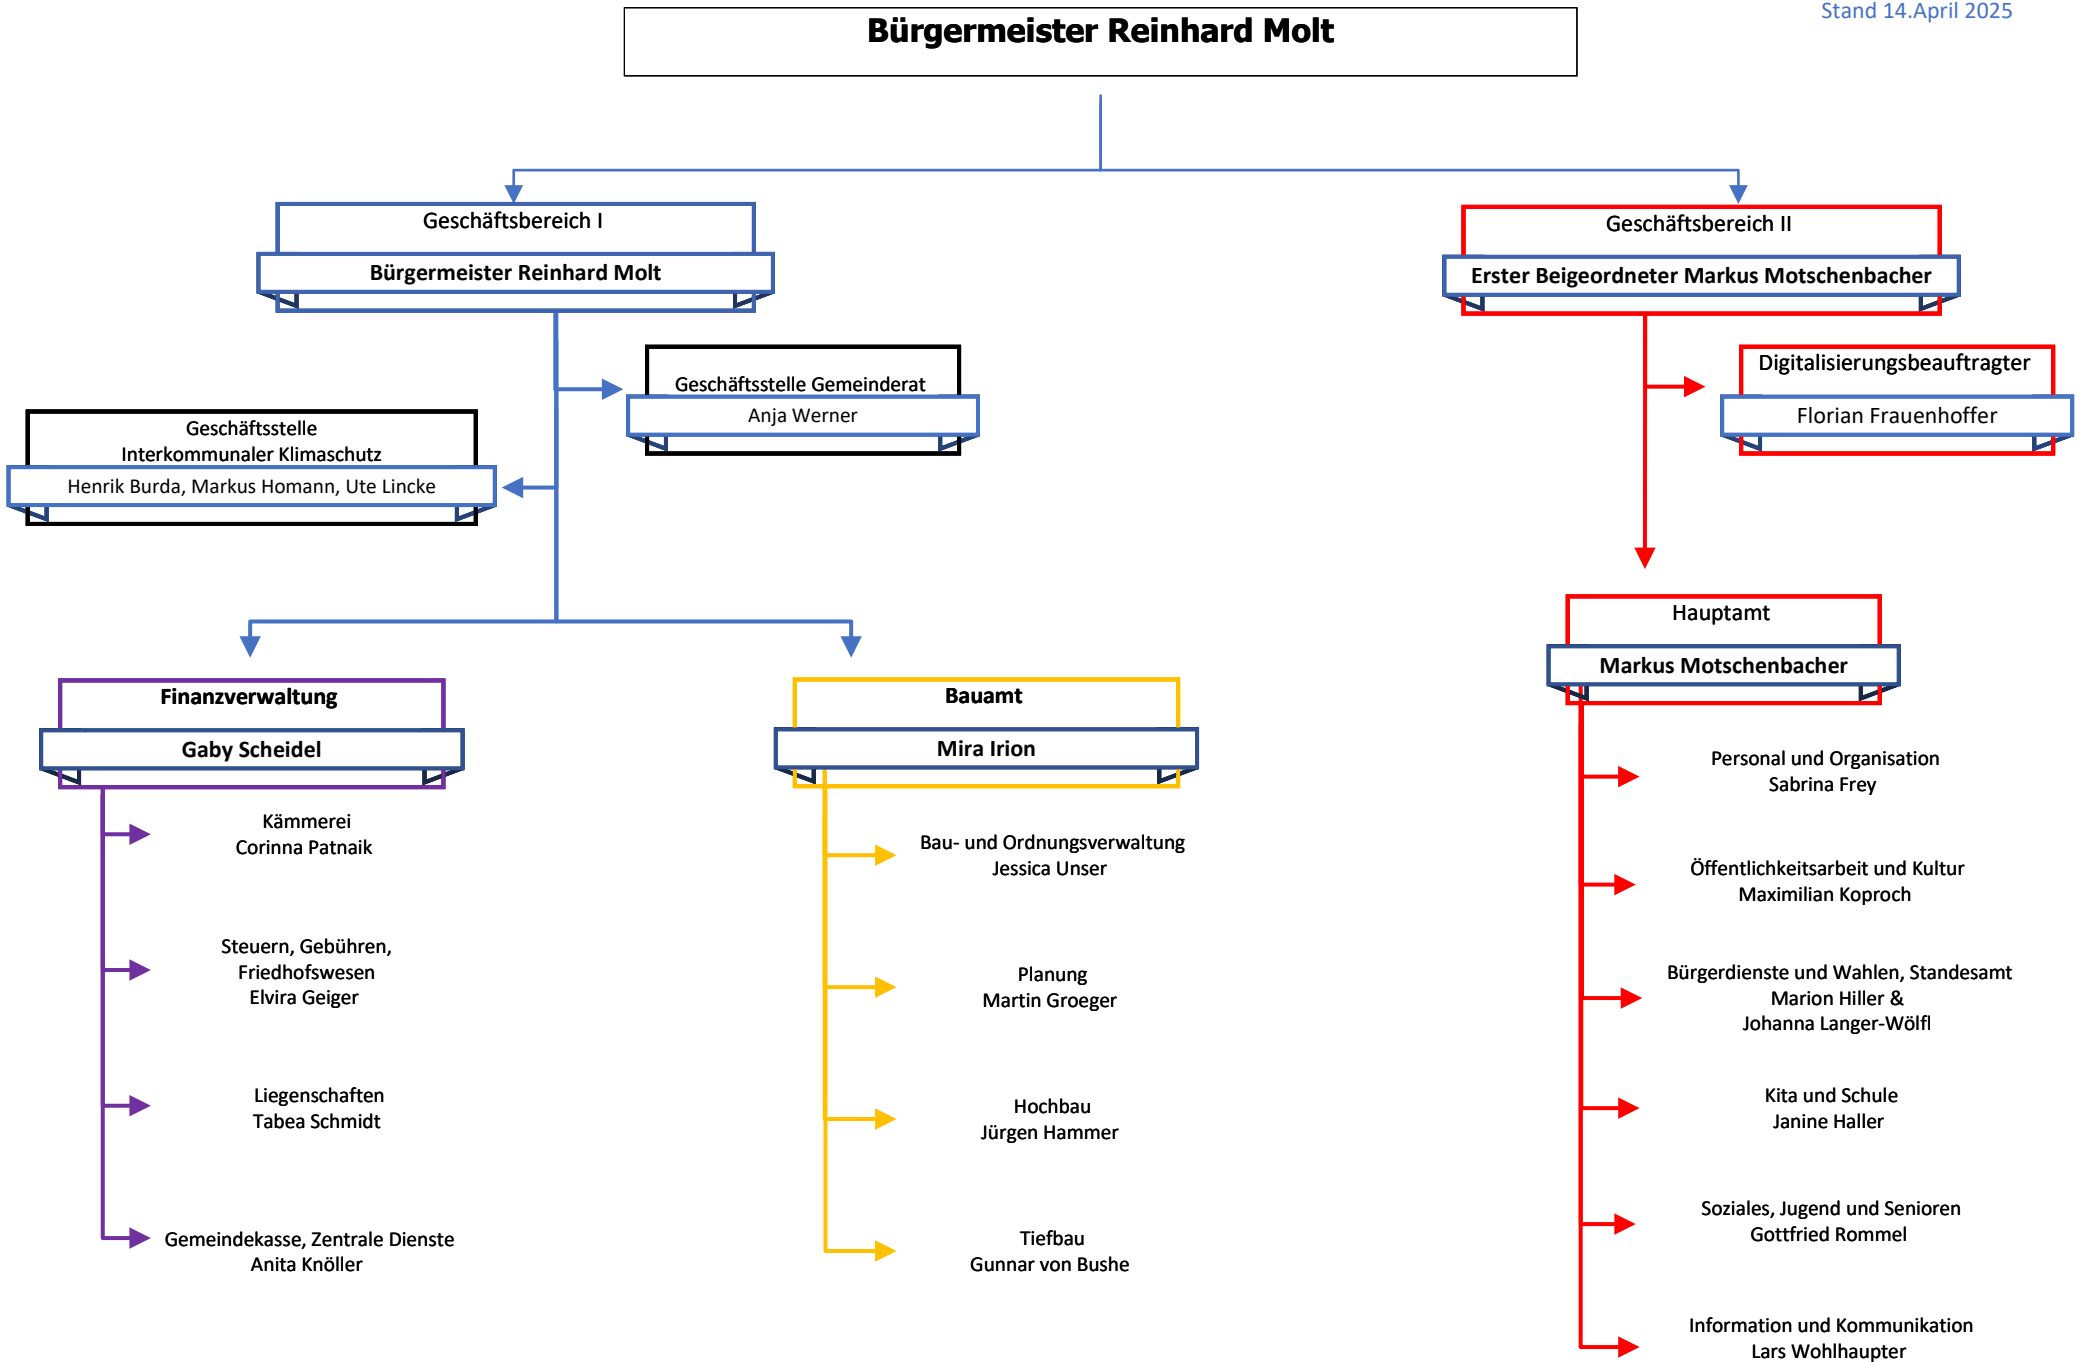 Stand 14.April 2025
Bürgermeister Reinhard Molt
Geschäftsbereich I
Bürgermeister Reinhard Molt
Geschäftsbereich II
Erster Beigeordneter Markus Motschenbacher
Geschäftsstelle Gemeinderat
Anja Werner
Digitalisierungsbeauftragter
Florian Frauenhoffer
Geschäftsstelle
Interkommunaler Klimaschutz
Henrik Burda, Markus Homann, Ute Lincke
Finanzverwaltung
Gaby Scheidel
Kämmerei
Corinna Patnaik
Steuern, Gebühren,
Friedhofswesen
Elvira Geiger
Liegenschaften
Tabea Schmidt
Gemeindekasse, Zentrale Dienste
Anita Knöller
Bauamt
Mira Irion
Bau- und Ordnungsverwaltung
Jessica Unser
Planung
Martin Groeger
Hochbau
Jürgen Hammer
Tiefbau
Gunnar von Bushe
Hauptamt
Markus Motschenbacher
Personal und Organisation
Sabrina Frey
Öffentlichkeitsarbeit und Kultur
Maximilian Koproch
Bürgerdienste und Wahlen, Standesamt
Marion Hiller &
Johanna Langer-Wölfl
Kita und Schule
Janine Haller
Soziales, Jugend und Senioren
Gottfried Rommel
Information und Kommunikation
Lars Wohlhaupter